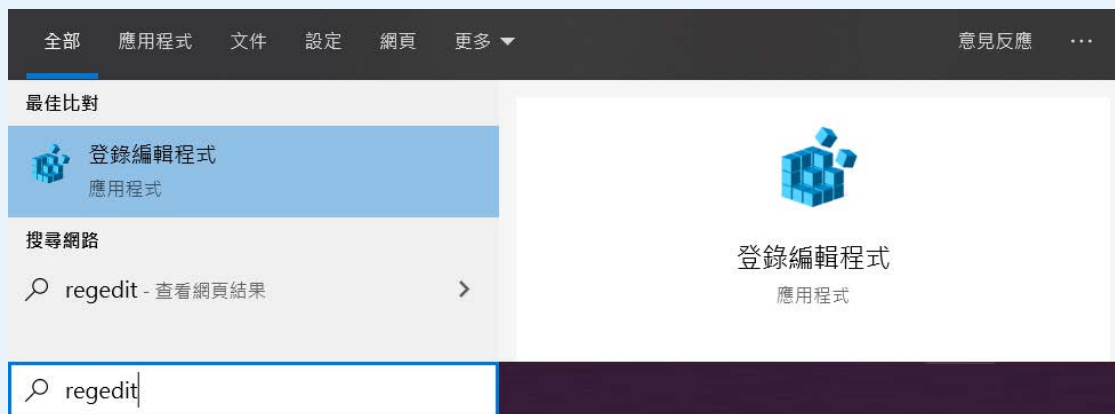 全部 應用程式 文件 設定 網頁 更多 意見反應 ...
最佳比對
登錄編輯程式
應用程式
搜尋網路
regedit - 查看網頁結果
登錄編輯程式
應用程式
regedit